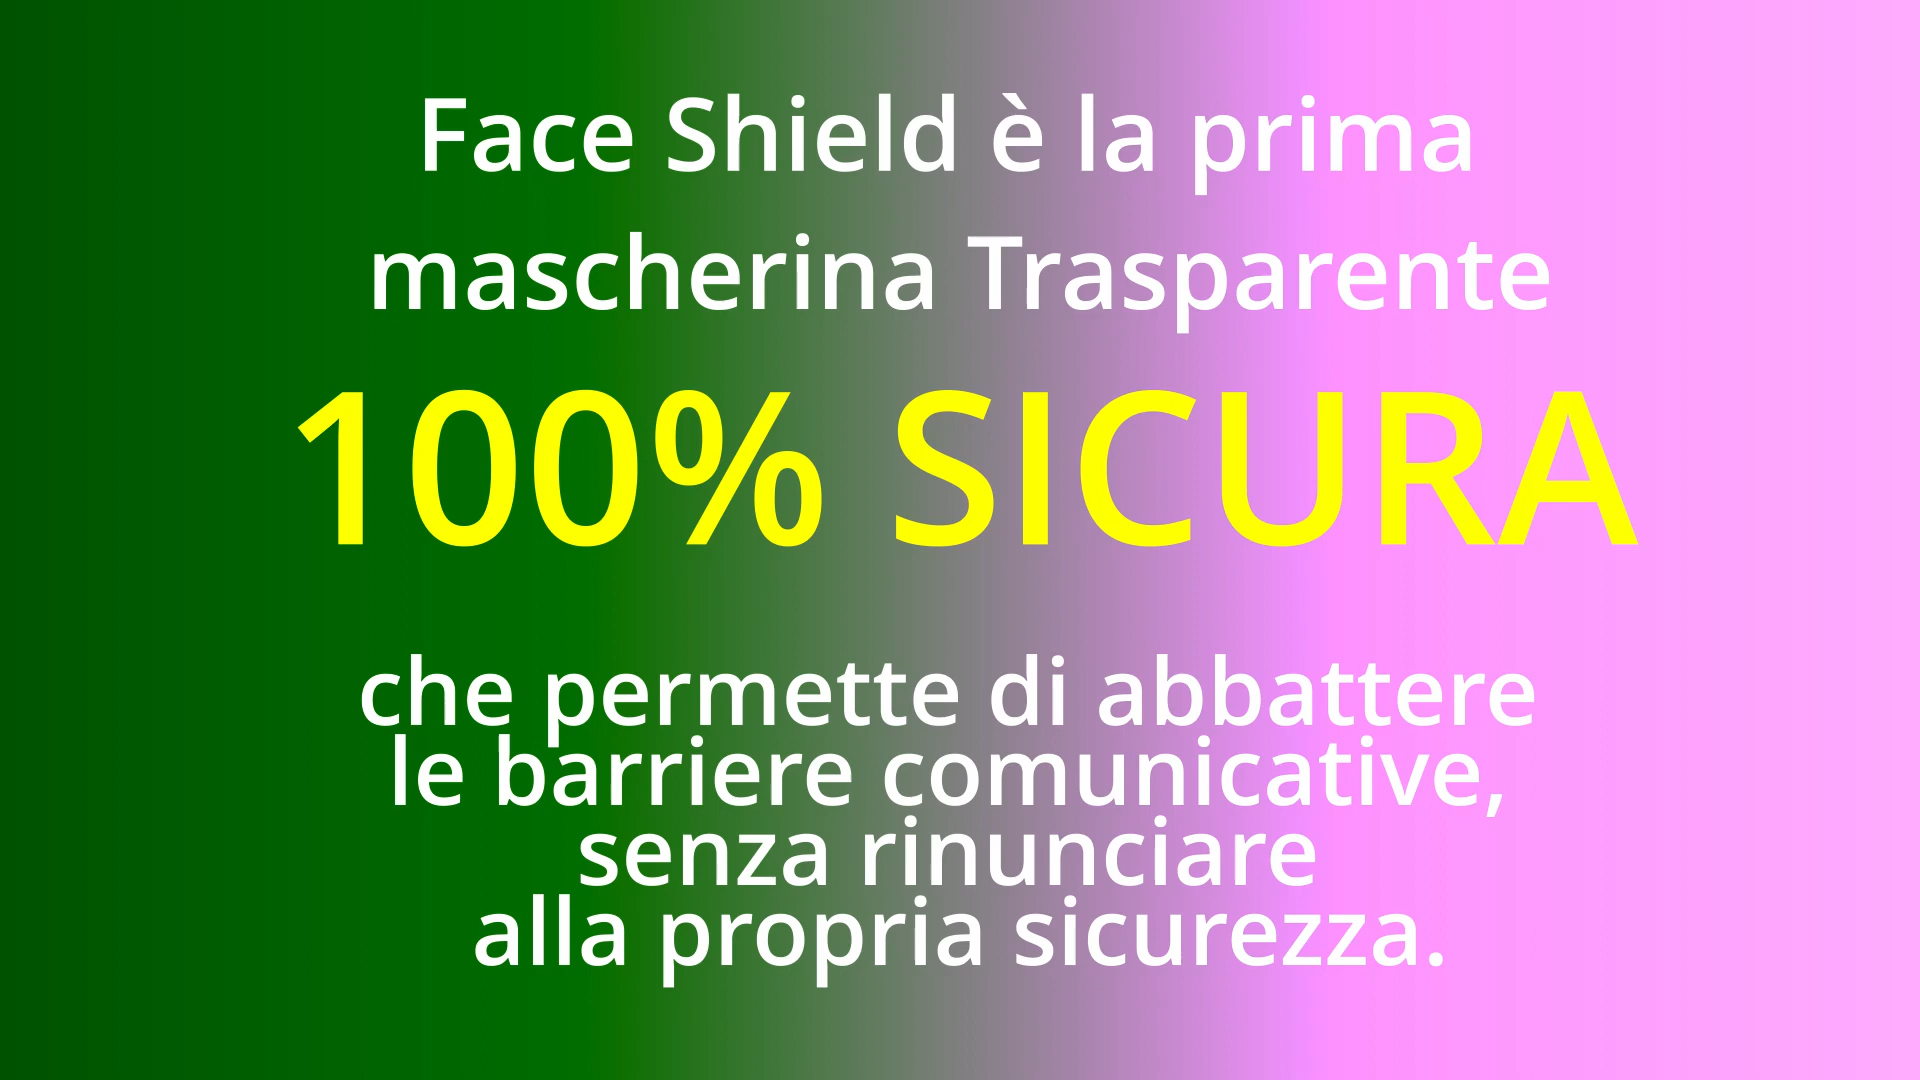 Face Shield è la prima
mascherina Trasparente
100% SICURA
che permette di abbattere
le barriere comunicative,
senza rinunciare
alla propria sicurezza.